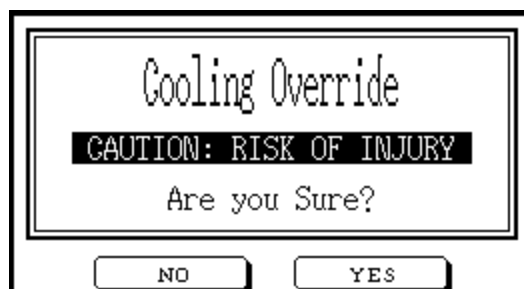 Cooling Override
CAUTION: RISK OF INJURY
Are you Sure?
NO YES